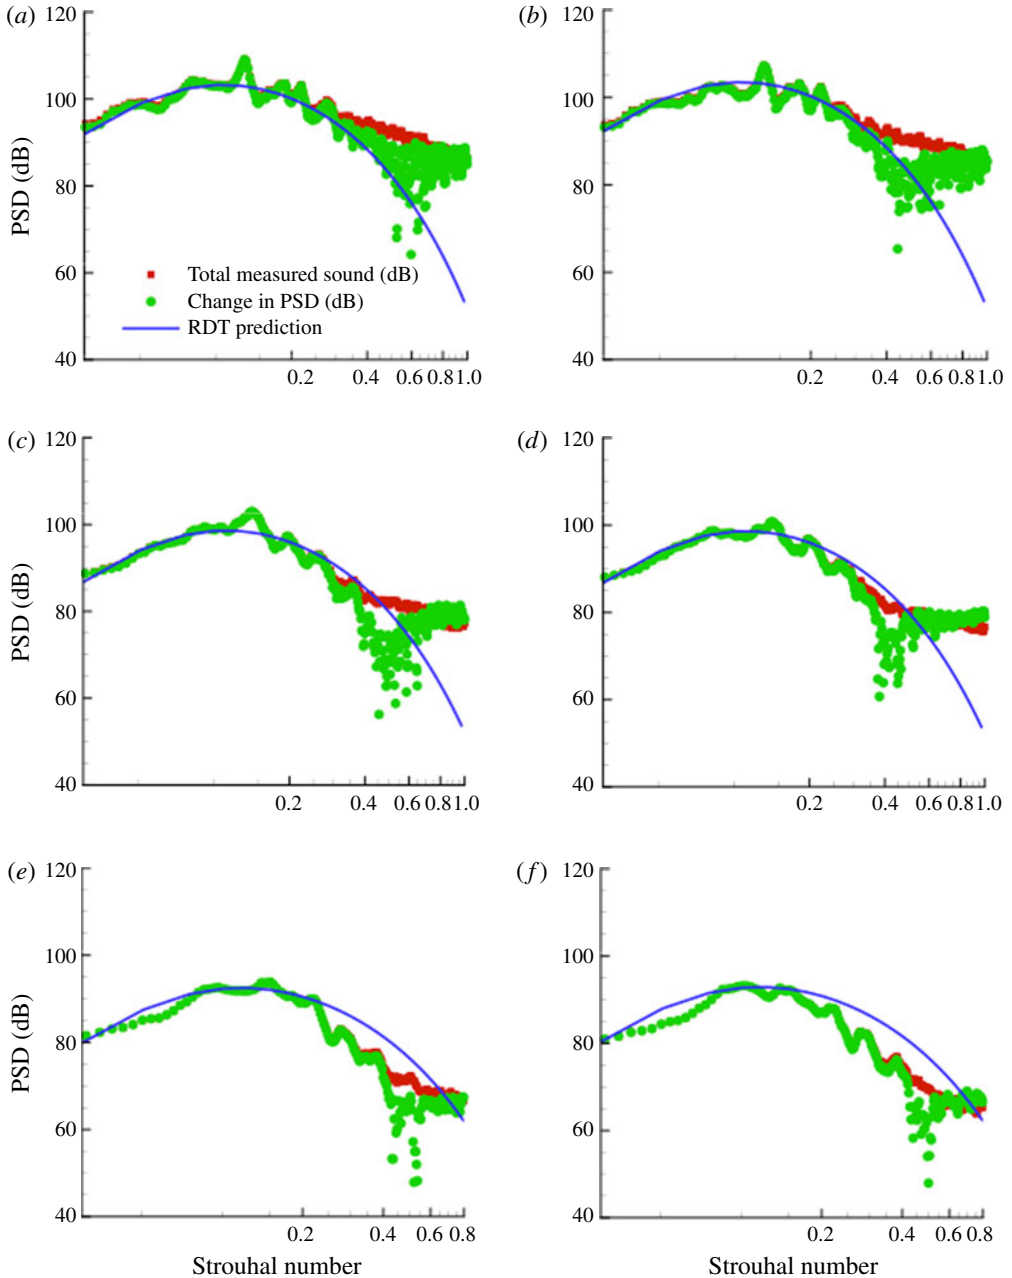 (a)
120
100
80
60
40
PSD (dB)
Total measured sound (dB)
Change in PSD (dB)
RDT prediction
0.2 0.4 0.6 0.8 1.0
(b)
120
100
80
60
40
0.2 0.4 0.6 0.8 1.0
(c)
120
100
80
60
40
PSD (dB)
0.2 0.4 0.6 0.8 1.0
(d)
120
100
80
60
40
0.2 0.4 0.6 0.8 1.0
(e)
120
100
80
60
40
PSD (dB)
0.2 0.4 0.6 0.8
Strouhal number
(f)
120
100
80
60
40
0.2 0.4 0.6 0.8
Strouhal number